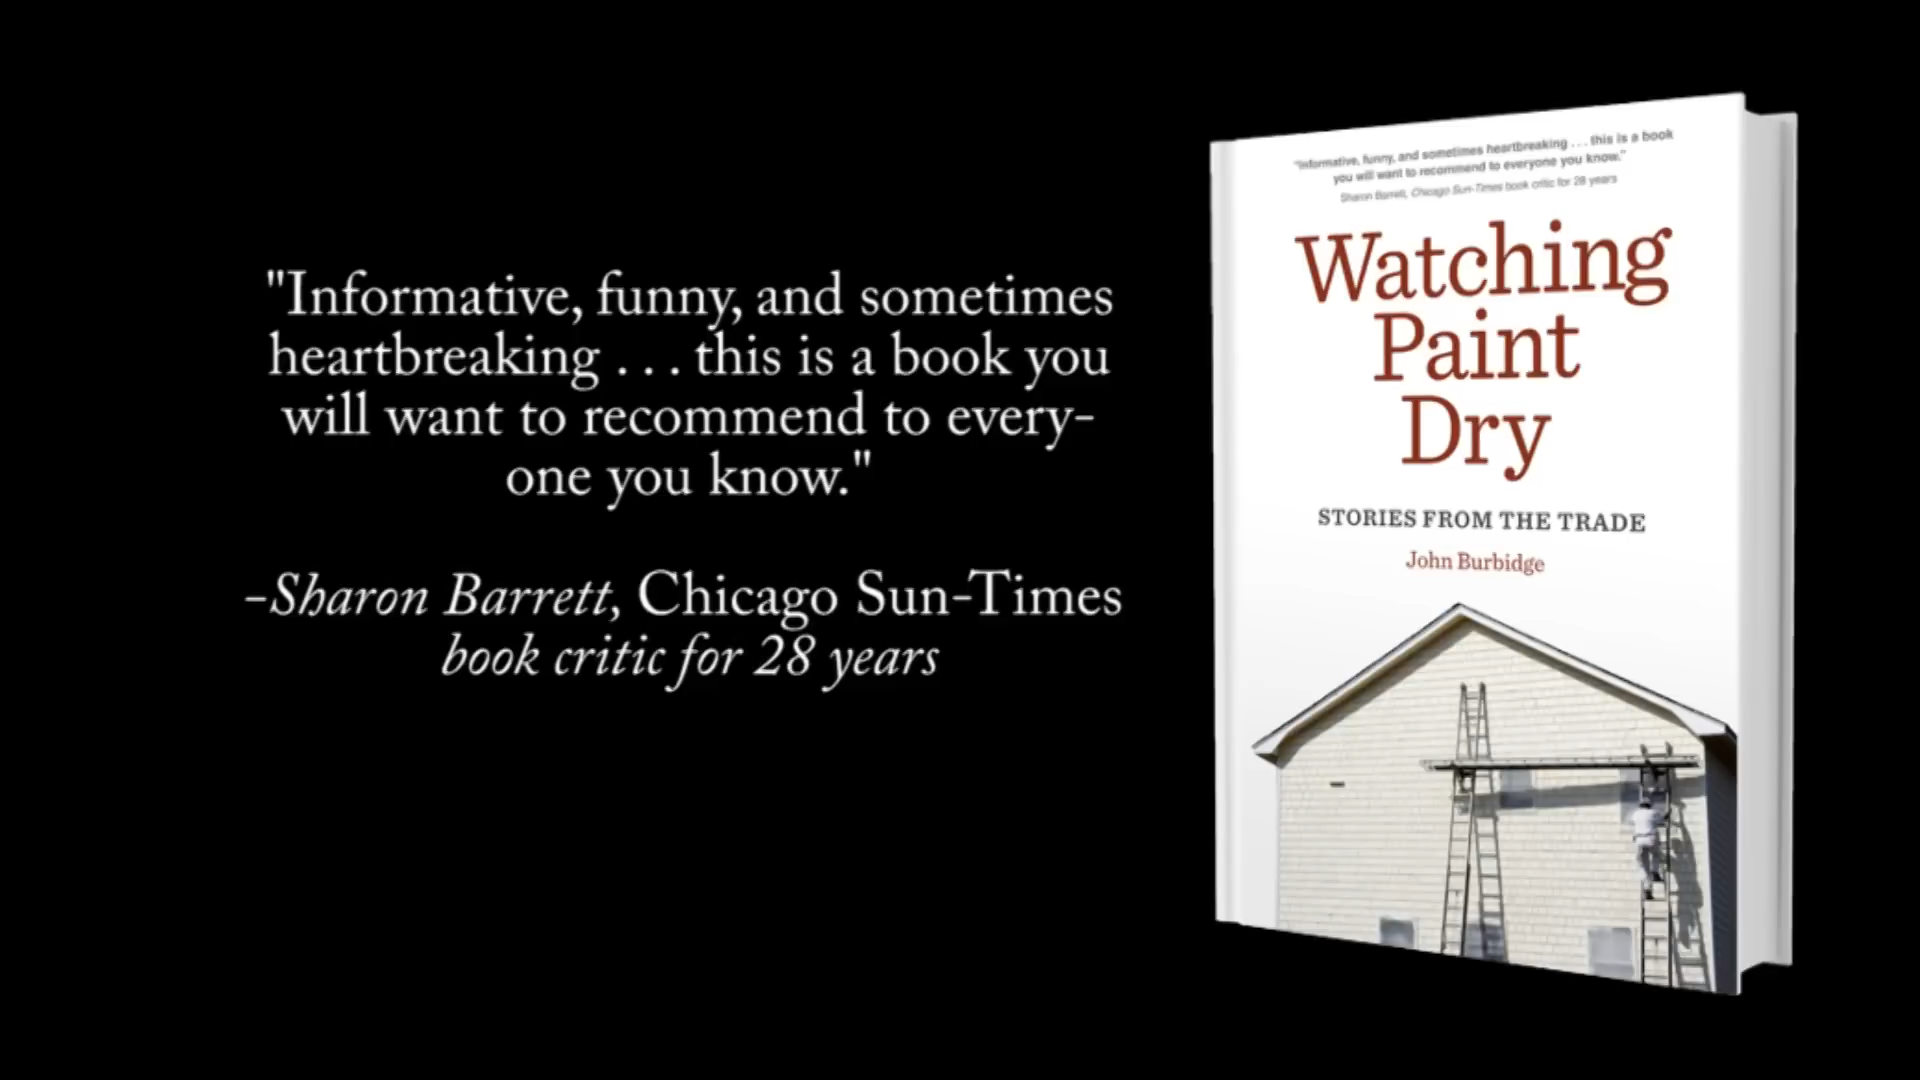 "Informative, funny, and sometimes
heartbreaking . . . this is a book you
will want to recommend to every-
one you know."
-Sharon Barrett, Chicago Sun-Times
book critic for 28 years
"Informative, funny, and sometimes heartbreaking . . . this is a book
you will want to recommend to everyone you know."
Sharon Barrett, Chicago Sun-Times book critic for 28 years
Watching
Paint
Dry
STORIES FROM THE TRADE
John Burbidge